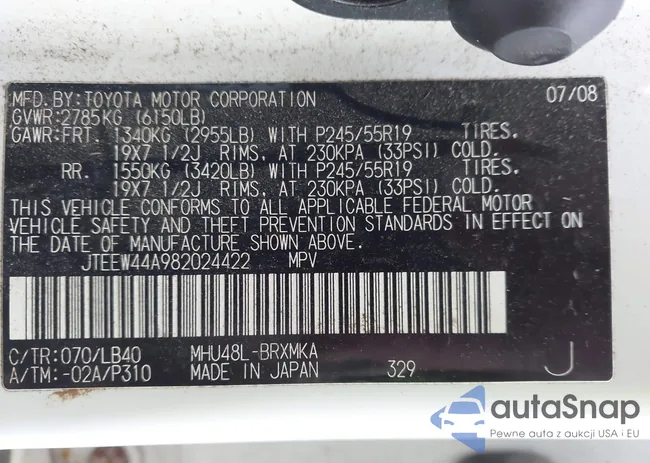 MFD.BY:TOYOTA MOTOR CORPORATION 07/08
GVWR:2785KG (6150LB)
GAWR:FRT. 1340KG (2955LB) WITH P245/55R19 TIRES.
19X7 1/2J RIMS. AT 230KPA (33PSI) COLD.
RR. 1550KG (3420LB) WITH P245/55R19 TIRES.
19X7 1/2J RIMS. AT 230KPA (33PSI) COLD.
THIS VEHICLE CONFORMS TO ALL APPLICABLE FEDERAL MOTOR
VEHICLE SAFETY AND THEFT PREVENTION STANDARDS IN EFFECT ON
THE DATE OF MANUFACTURE SHOWN ABOVE.
JTEEW44A982024422 MPV
C/TR:070/LB40 MHU48L-BRXMKA J
A/TM:-02A/P310 MADE IN JAPAN 329
autaSnap
Pewne auta z aukcji USA i EU